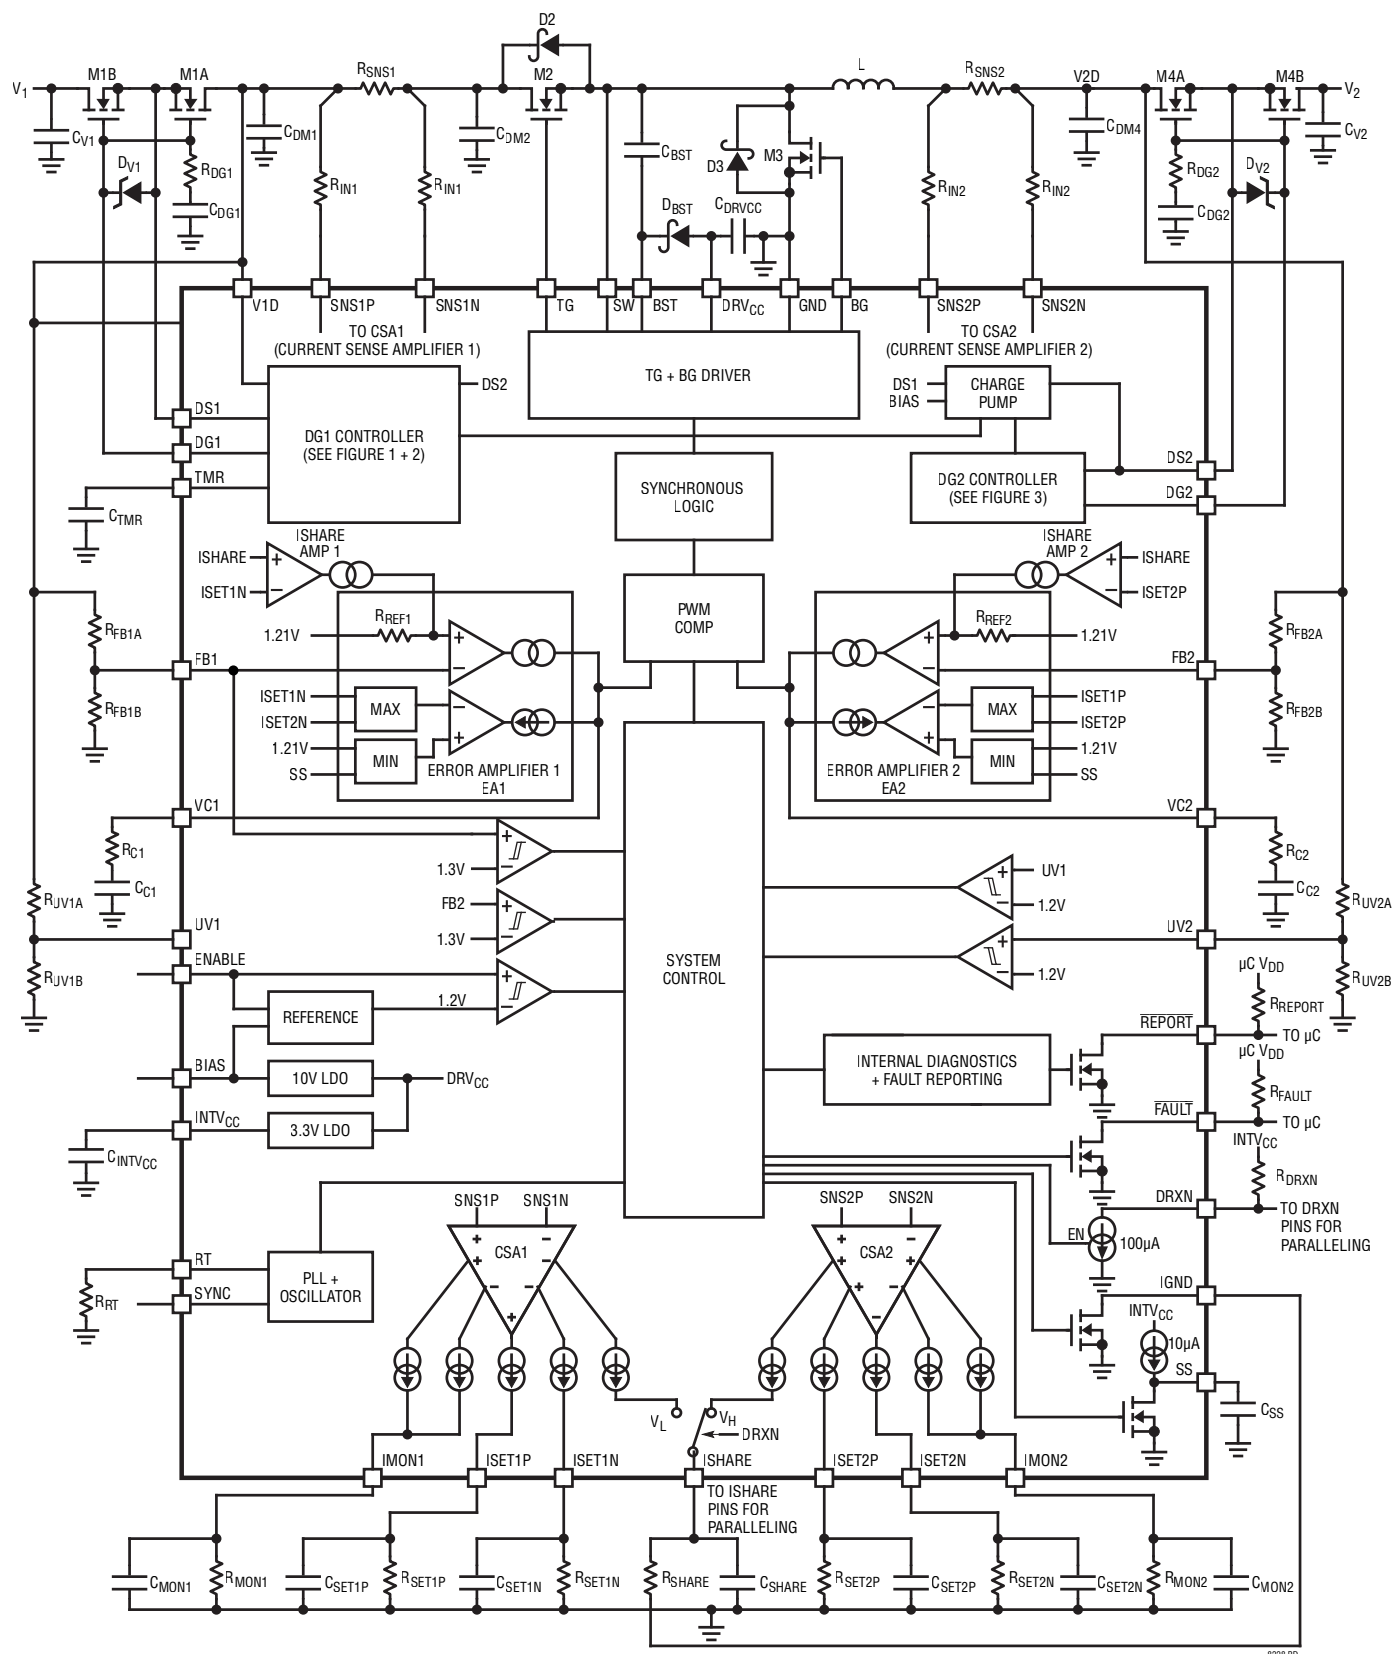 D2
V1
M1B
M1A
RSNS1
M2
L
RSNS2
V2D
M4A
M4B
V2
CV1
CDM1
CDM2
CDM4
CV2
DV1
RDG1
CDG1
RIN1
RIN1
CBST
D3
M3
DBST
CDRVCC
RIN2
RIN2
RDG2
CDG2
DV2
V1D
SNS1P
SNS1N
TG
SW
BST
DRVCC
GND
BG
SNS2P
SNS2N
TO CSA1
(CURRENT SENSE AMPLIFIER 1)
TO CSA2
(CURRENT SENSE AMPLIFIER 2)
TG + BG DRIVER
DS2
DS1
BIAS
CHARGE
PUMP
DS1
DG1
TMR
CTMR
DG1 CONTROLLER
(SEE FIGURE 1 + 2)
SYNCHRONOUS
LOGIC
DG2 CONTROLLER
(SEE FIGURE 3)
DS2
DG2
ISHARE
AMP 1
ISHARE
ISET1N
ISHARE
AMP 2
ISHARE
ISET2P
PWM
COMP
RREF1
1.21V
RREF2
1.21V
RFB1A
FB1
RFB1B
RFB2A
FB2
RFB2B
ISET1N
ISET2N
MAX
1.21V
SS
MIN
ERROR AMPLIFIER 1
EA1
ISET1P
ISET2P
MAX
1.21V
SS
MIN
ERROR AMPLIFIER 2
EA2
VC1
RC1
CC1
VC2
RC2
CC2
1.3V
FB2
1.3V
1.2V
UV1
1.2V
1.2V
RUV1A
UV1
ENABLE
RUV1B
RUV2A
UV2
RUV2B
SYSTEM
CONTROL
REFERENCE
BIAS
10V LDO
DRVCC
INTVCC
3.3V LDO
CINTVCC
INTERNAL DIAGNOSTICS
+ FAULT REPORTING
µC VDD
RREPORT
REPORT
TO µC
µC VDD
RFAULT
FAULT
TO µC
INTVCC
RDRXN
DRXN
TO DRXN
PINS FOR
PARALLELING
EN
100µA
IGND
INTVCC
10µA
SS
CSS
SNS1P
SNS1N
CSA1
SNS2P
SNS2N
CSA2
RT
SYNC
RRT
PLL +
OSCILLATOR
VL
VH
DRXN
IMON1
ISET1P
ISET1N
ISHARE
ISET2P
ISET2N
IMON2
TO ISHARE
PINS FOR
PARALLELING
CMON1
RMON1
CSET1P
RSET1P
CSET1N
RSET1N
RSHARE
CSHARE
RSET2P
CSET2P
RSET2N
CSET2N
RMON2
CMON2